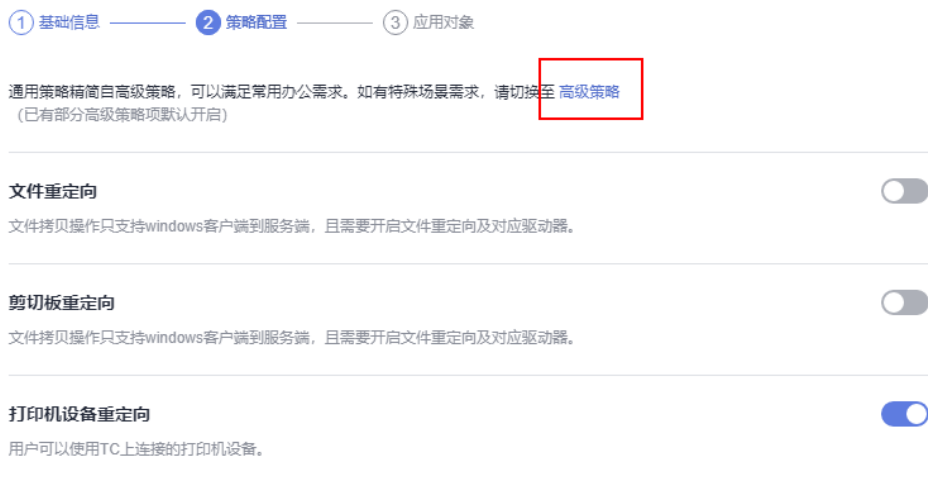 1 基础信息 2 策略配置 3 应用对象
通用策略精简自高级策略，可以满足常用办公需求。如有特殊场景需求，请切换至 高级策略
（已有部分高级策略项默认开启）
文件重定向
文件拷贝操作只支持windows客户端到服务端，且需要开启文件重定向及对应驱动器。
剪切板重定向
文件拷贝操作只支持windows客户端到服务端，且需要开启文件重定向及对应驱动器。
打印机设备重定向
用户可以使用TC上连接的打印机设备。